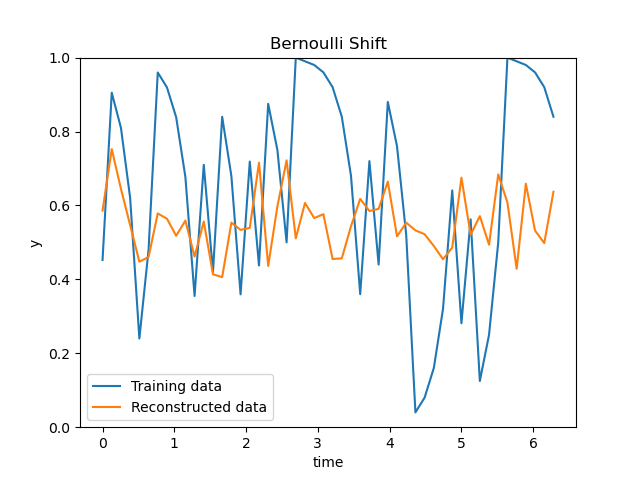 Bernoulli Shift
1.0
0.8
0.6
0.4
0.2
0.0
y
Training data
Reconstructed data
0 1 2 3 4 5 6
time